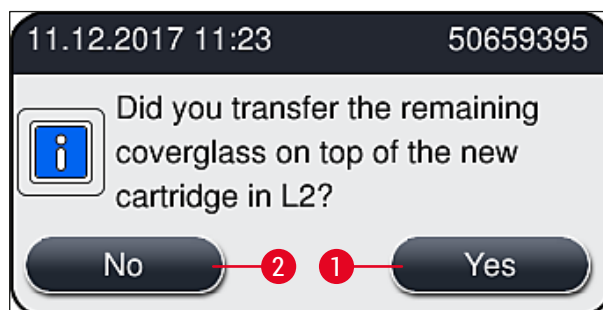 11.12.2017 11:23 50659395
Did you transfer the remaining
coverglass on top of the new
cartridge in L2?
No 2 1 Yes